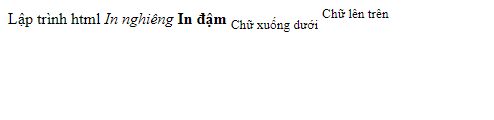 Lập trình html In nghiêng In đậm Chữ xuống dưới Chữ lên trên